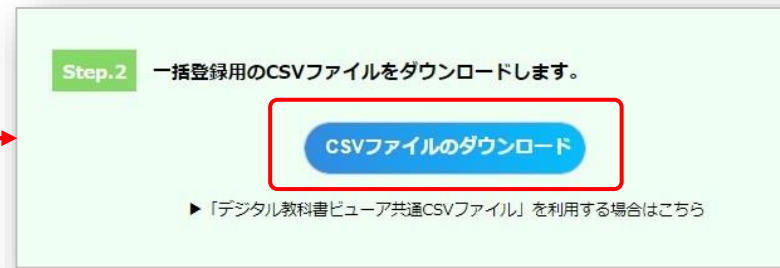 Step.2 一括登録用のCSVファイルをダウンロードします。
CSVファイルのダウンロード
▶「デジタル教科書ビューア共通CSVファイル」を利用する場合はこちら